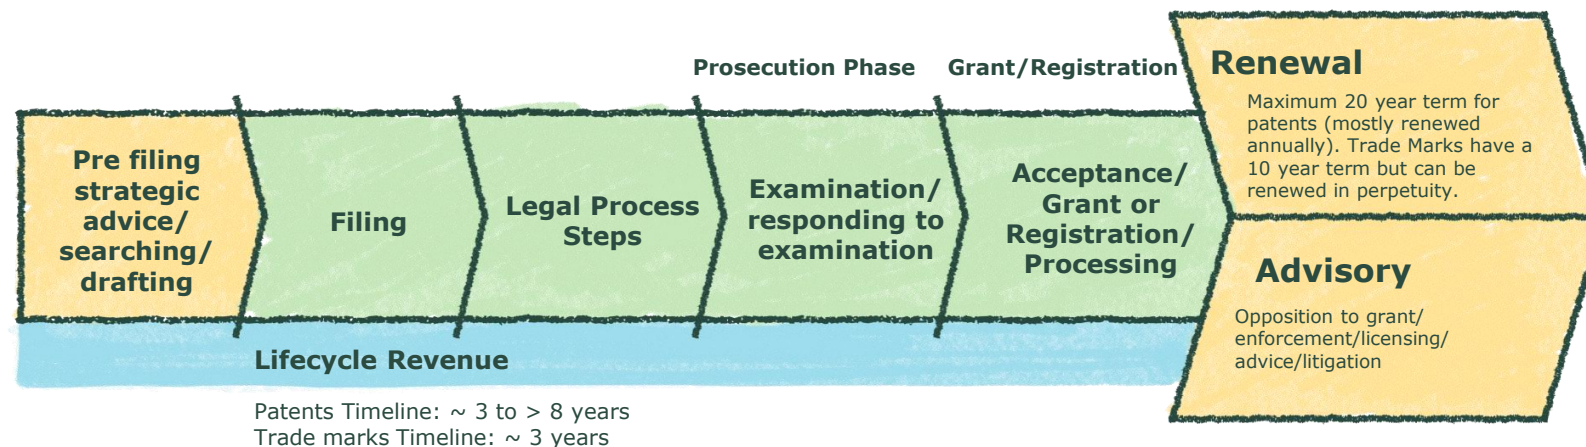 Prosecution Phase
Grant/Registration
Pre filing
strategic
advice/
searching/
drafting
Filing
Legal Process
Steps
Examination/
responding to
examination
Acceptance/
Grant or
Registration/
Processing
Renewal
Maximum 20 year term for
patents (mostly renewed
annually). Trade Marks have a
10 year term but can be
renewed in perpetuity.
Advisory
Opposition to grant/
enforcement/licensing/
advice/litigation
Lifecycle Revenue
Patents Timeline: ~ 3 to > 8 years
Trade marks Timeline: ~ 3 years